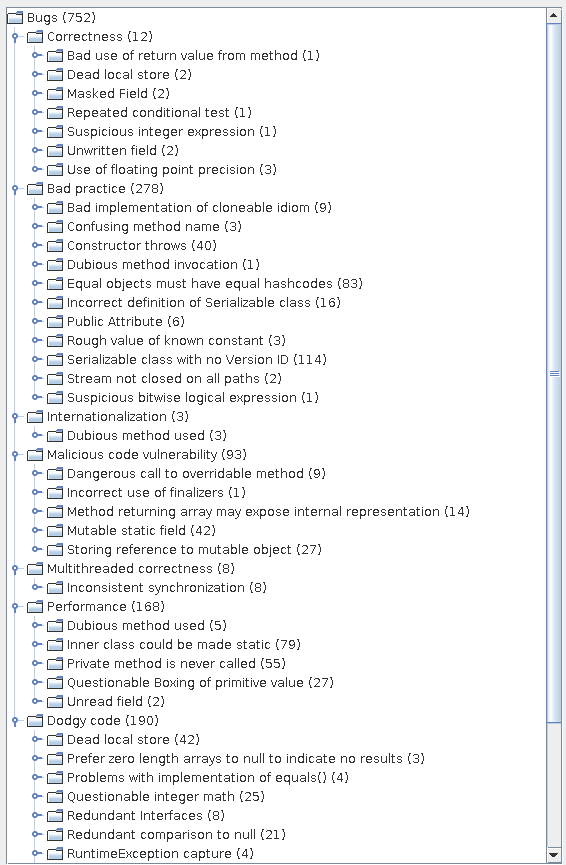 Bugs (752)
Correctness (12)
Bad use of return value from method (1)
Dead local store (2)
Masked Field (2)
Repeated conditional test (1)
Suspicious integer expression (1)
Unwritten field (2)
Use of floating point precision (3)
Bad practice (278)
Bad implementation of cloneable idiom (9)
Confusing method name (3)
Constructor throws (40)
Dubious method invocation (1)
Equal objects must have equal hashcodes (83)
Incorrect definition of Serializable class (16)
Public Attribute (6)
Rough value of known constant (3)
Serializable class with no Version ID (114)
Stream not closed on all paths (2)
Suspicious bitwise logical expression (1)
Internationalization (3)
Dubious method used (3)
Malicious code vulnerability (93)
Dangerous call to overridable method (9)
Incorrect use of finalizers (1)
Method returning array may expose internal representation (14)
Mutable static field (42)
Storing reference to mutable object (27)
Multithreaded correctness (8)
Inconsistent synchronization (8)
Performance (168)
Dubious method used (5)
Inner class could be made static (79)
Private method is never called (55)
Questionable Boxing of primitive value (27)
Unread field (2)
Dodgy code (190)
Dead local store (42)
Prefer zero length arrays to null to indicate no results (3)
Problems with implementation of equals() (4)
Questionable integer math (25)
Redundant Interfaces (8)
Redundant comparison to null (21)
RuntimeException capture (4)